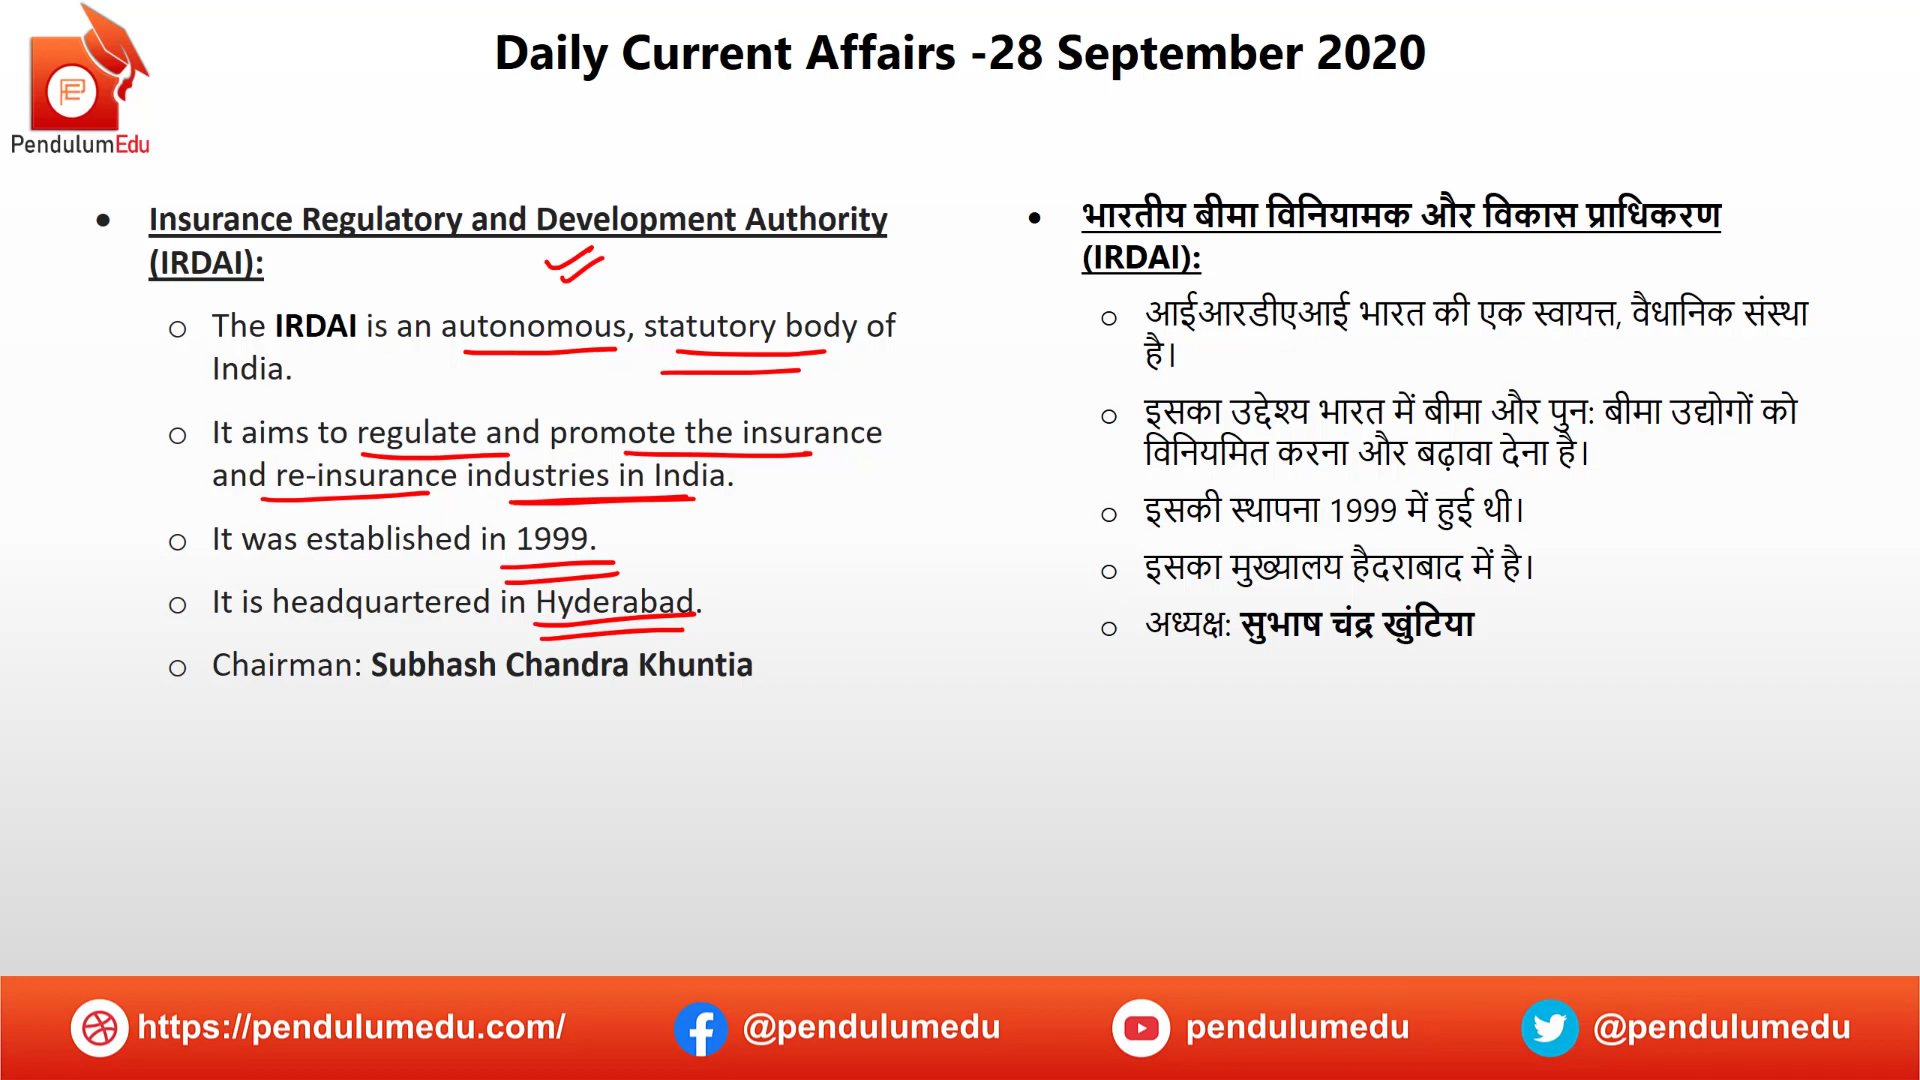 Daily Current Affairs -28 September 2020
PendulumEdu
• Insurance Regulatory and Development Authority
(IRDAI):
o The IRDAI is an autonomous, statutory body of
India.
o It aims to regulate and promote the insurance
and re-insurance industries in India.
o It was established in 1999.
o It is headquartered in Hyderabad.
o Chairman: Subhash Chandra Khuntia
• भारतीय बीमा विनियामक और विकास प्राधिकरण
(IRDAI):
o आईआरडीएआई भारत की एक स्वायत्त, वैधानिक संस्था
है।
o इसका उद्देश्य भारत में बीमा और पुन: बीमा उद्योगों को
विनियमित करना और बढ़ावा देना है।
o इसकी स्थापना 1999 में हुई थी।
o इसका मुख्यालय हैदराबाद में है।
o अध्यक्ष: सुभाष चंद्र खुंटिया
https://pendulumedu.com/
@pendulumedu
pendulumedu
@pendulumedu